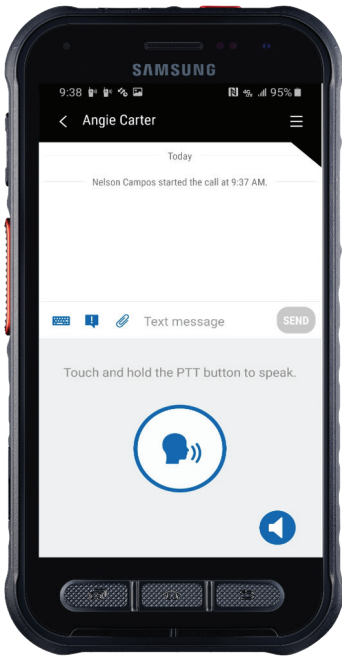 SAMSUNG
9:38 95%
Angie Carter
Today
Nelson Campos started the call at 9:37 AM.
Text message SEND
Touch and hold the PTT button to speak.